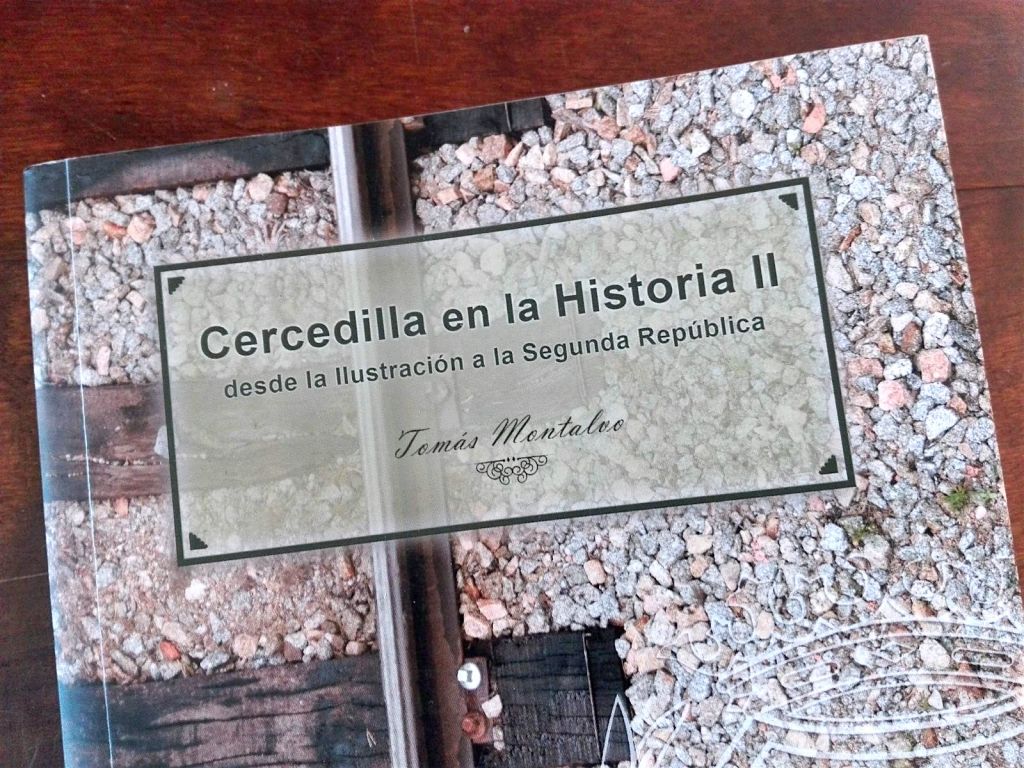 Cercedilla en la Historia II
desde la Ilustración a la Segunda República
Tomás Montalvo